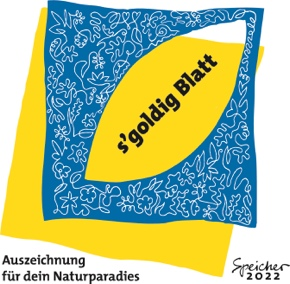 s'goldig Blatt
Auszeichnung
für dein Naturparadies
Speicher
2022